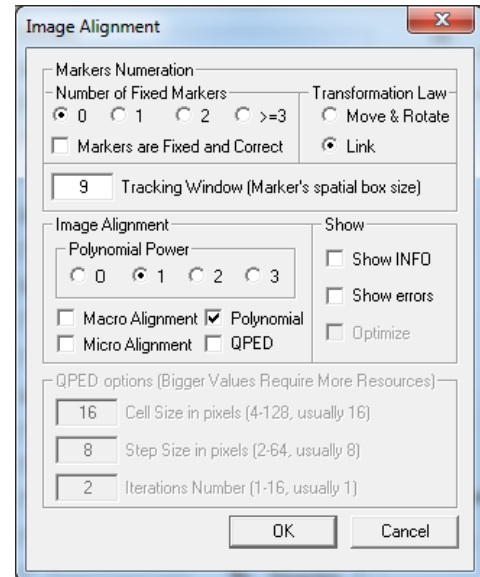 Image Alignment
Markers Numeration
Number of Fixed Markers
0 1 2 >=3
Markers are Fixed and Correct
Transformation Law
Move & Rotate
Link
9 Tracking Window (Marker's spatial box size)
Image Alignment
Polynomial Power
0 1 2 3
Macro Alignment Polynomial
Micro Alignment QPED
Show
Show INFO
Show errors
Optimize
QPED options (Bigger Values Require More Resources)
16 Cell Size in pixels (4-128, usually 16)
8 Step Size in pixels (2-64, usually 8)
2 Iterations Number (1-16, usually 1)
OK Cancel